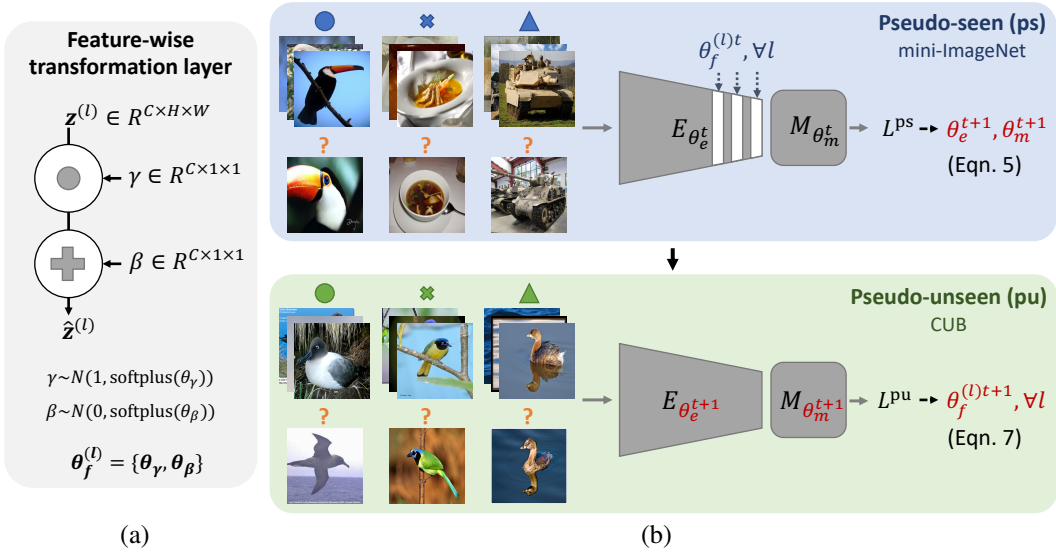 Feature-wise
transformation layer
z^{(l)} ∈ R^{C×H×W}
γ ∈ R^{C×1×1}
β ∈ R^{C×1×1}
ẑ^{(l)}
γ~N(1, softplus(θ_γ))
β~N(0, softplus(θ_β))
θ_f^{(l)} = {θ_γ, θ_β}
(a)
Pseudo-seen (ps)
mini-ImageNet
θ_f^{(l)t}, ∀l
? ? ?
E_{θ_e^t}
M_{θ_m^t}
L^{ps}
θ_e^{t+1}, θ_m^{t+1}
(Eqn. 5)
Pseudo-unseen (pu)
CUB
? ? ?
E_{θ_e^{t+1}}
M_{θ_m^{t+1}}
L^{pu}
θ_f^{(l)t+1}, ∀l
(Eqn. 7)
(b)